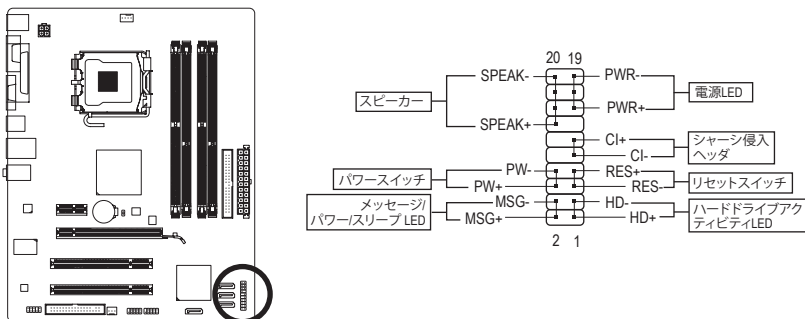 20 19
SPEAK- PWR-
電源LED
スピーカー
PWR+
SPEAK+
CI+
シャーシ侵入
ヘッダ
CI-
PW- RES+
パワースイッチ
リセットスイッチ
PW+ RES-
メッセージ/
パワー/スリープ LED
MSG- HD-
ハードドライブアク
ティビティLED
MSG+ HD+
2 1